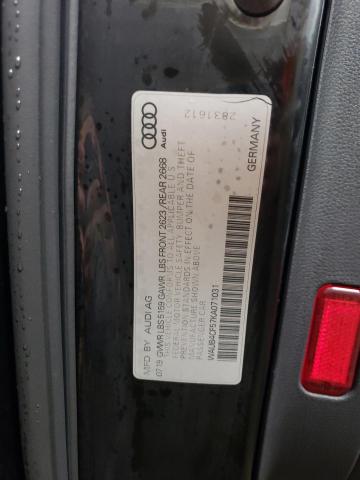 2831612
Audi
GERMANY
MFD BY AUDI AG
07/19 GVWR LBS 5159 GAWR LBS FRONT 2623/REAR 2668
THIS VEHICLE CONFORMS TO ALL APPLICABLE U.S.
FEDERAL MOTOR VEHICLE SAFETY, BUMPER AND THEFT
PREVENTION STANDARDS IN EFFECT ON THE DATE OF
MANUFACTURE SHOWN ABOVE.
PASSENGER CAR
WAUB4CF57KA071031